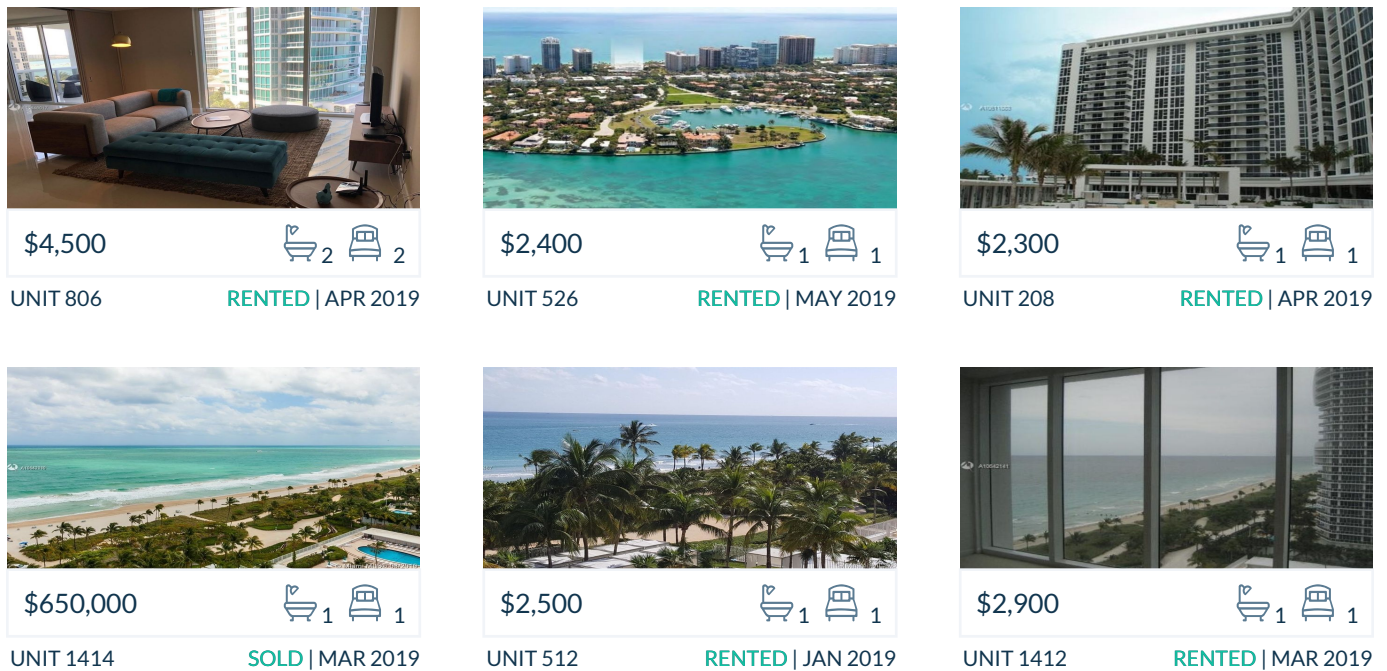 $4,500 2 2
UNIT 806 RENTED | APR 2019
$2,400 1 1
UNIT 526 RENTED | MAY 2019
$2,300 1 1
UNIT 208 RENTED | APR 2019
$650,000 1 1
UNIT 1414 SOLD | MAR 2019
$2,500 1 1
UNIT 512 RENTED | JAN 2019
$2,900 1 1
UNIT 1412 RENTED | MAR 2019